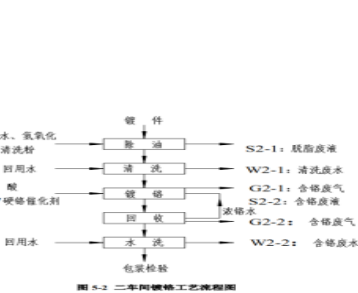 镀 件
水、氢氧化
清洗粉
除 油
S2-1：脱脂废液
回用水
清 洗
W2-1：清洗废水
酸
硬铬催化剂
镀 铬
G2-1：含铬废气
S2-2：含铬废液
浓铬水
回 收
G2-2： 含铬废气
回用水
水 洗
W2-2： 含铬废水
包装检验
图 5-2 二车间镀铬工艺流程图